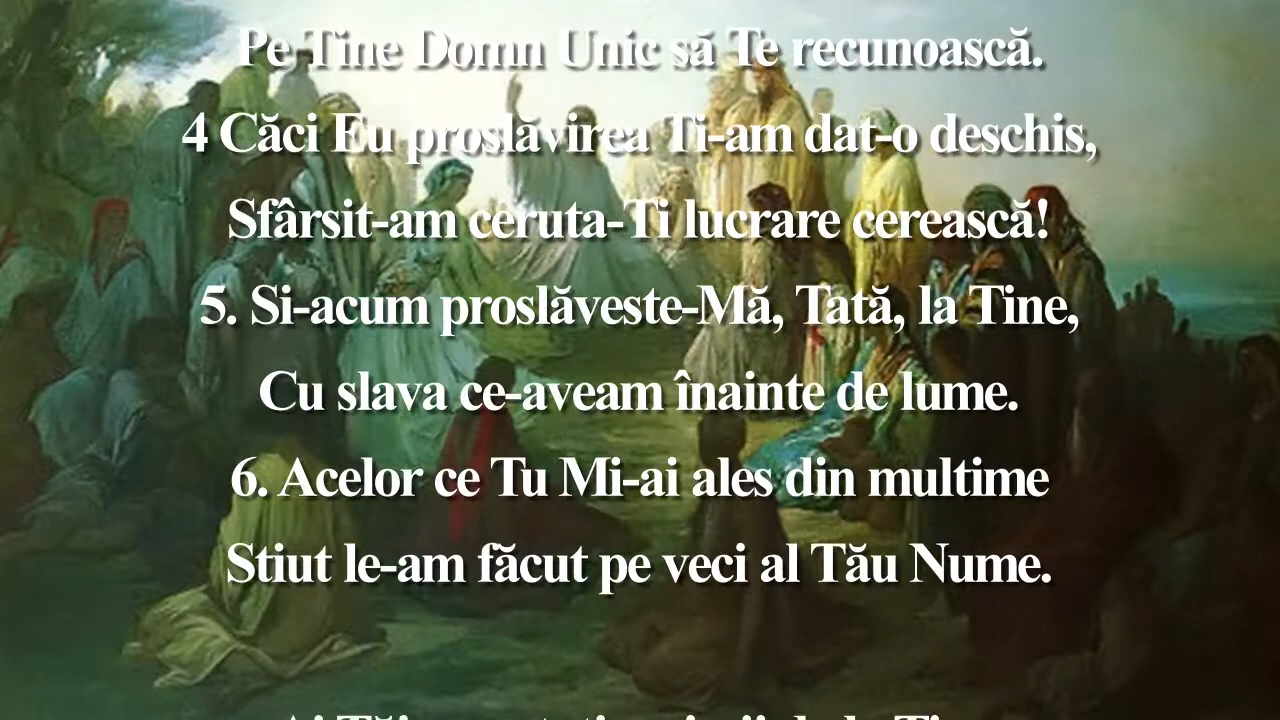 Pe Tine Domn Unic să Te recunoască.
4 Căci Eu proslăvirea Ti-am dat-o deschis,
Sfârsit-am ceruta-Ti lucrare cerească!
5. Si-acum proslăveste-Mă, Tată, la Tine,
Cu slava ce-aveam înainte de lume.
6. Acelor ce Tu Mi-ai ales din multime
Stiut le-am făcut pe veci al Tău Nume.